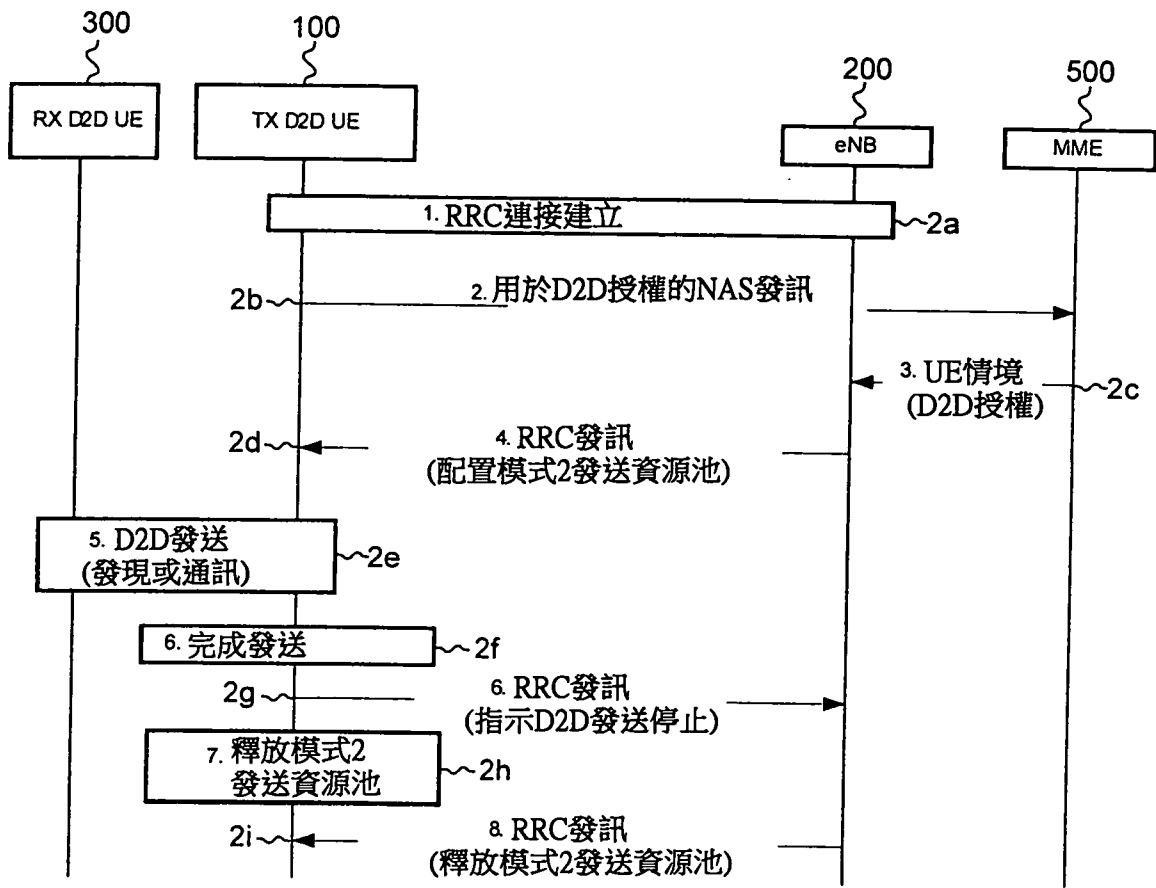 300
100
200
500
RX D2D UE
TX D2D UE
eNB
MME
1. RRC連接建立
2a
2b
2. 用於D2D授權的NAS發訊
3. UE情境
(D2D授權)
2c
2d
4. RRC發訊
(配置模式2發送資源池)
5. D2D發送
(發現或通訊)
2e
6. 完成發送
2f
2g
6. RRC發訊
(指示D2D發送停止)
7. 釋放模式2
發送資源池
2h
2i
8. RRC發訊
(釋放模式2發送資源池)